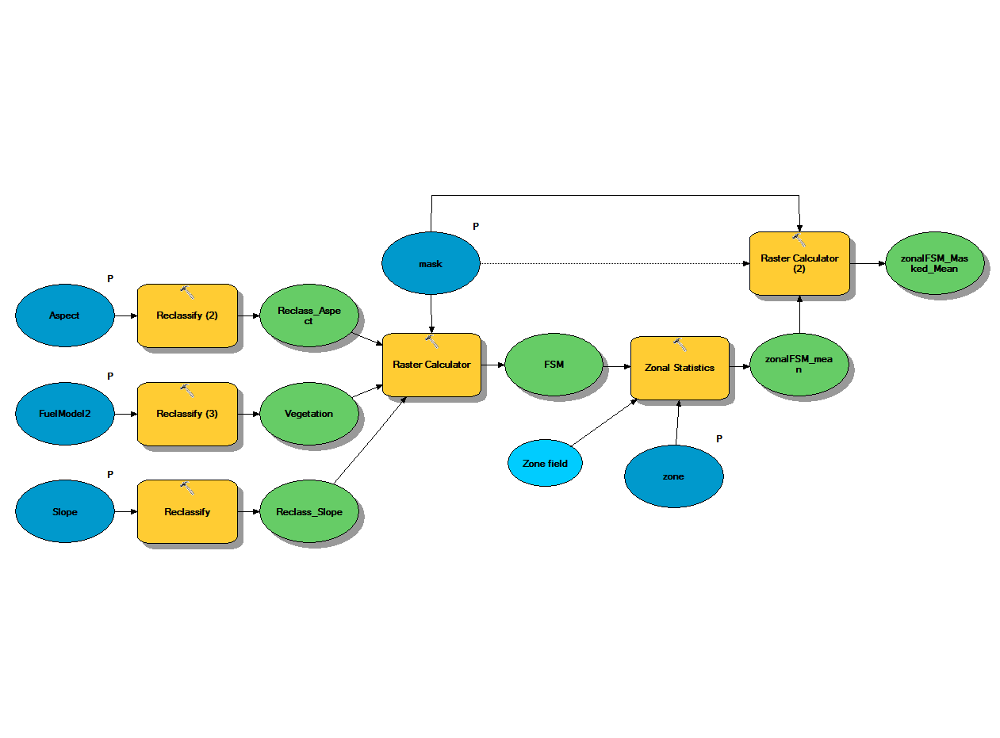 P
mask
Raster Calculator
(2)
zonalFSM_Mas
ked_Mean
P
Aspect
Reclassify (2)
Reclass_Aspe
ct
Raster Calculator
FSM
Zonal Statistics
zonalFSM_mea
n
P
FuelModel2
Reclassify (3)
Vegetation
Zone field
P
zone
P
Slope
Reclassify
Reclass_Slope